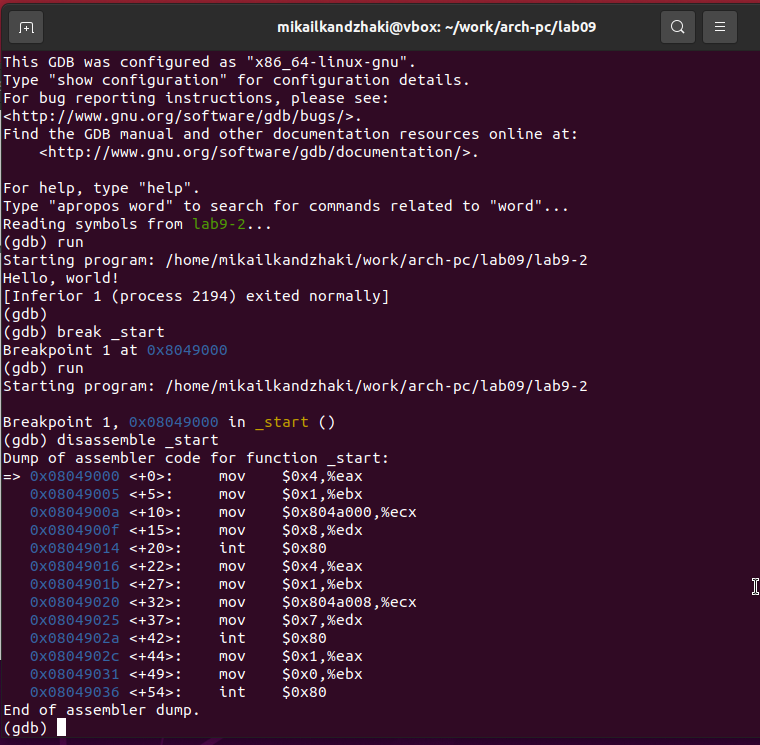 mikailkandzhaki@vbox: ~/work/arch-pc/lab09
This GDB was configured as "x86_64-linux-gnu".
Type "show configuration" for configuration details.
For bug reporting instructions, please see:
<http://www.gnu.org/software/gdb/bugs/>.
Find the GDB manual and other documentation resources online at:
    <http://www.gnu.org/software/gdb/documentation/>.

For help, type "help".
Type "apropos word" to search for commands related to "word"...
Reading symbols from lab9-2...
(gdb) run
Starting program: /home/mikailkandzhaki/work/arch-pc/lab09/lab9-2
Hello, world!
[Inferior 1 (process 2194) exited normally]
(gdb)
(gdb) break _start
Breakpoint 1 at 0x8049000
(gdb) run
Starting program: /home/mikailkandzhaki/work/arch-pc/lab09/lab9-2

Breakpoint 1, 0x08049000 in _start ()
(gdb) disassemble _start
Dump of assembler code for function _start:
=> 0x08049000 <+0>:     mov    $0x4,%eax
   0x08049005 <+5>:     mov    $0x1,%ebx
   0x0804900a <+10>:    mov    $0x804a000,%ecx
   0x0804900f <+15>:    mov    $0x8,%edx
   0x08049014 <+20>:    int    $0x80
   0x08049016 <+22>:    mov    $0x4,%eax
   0x0804901b <+27>:    mov    $0x1,%ebx
   0x08049020 <+32>:    mov    $0x804a008,%ecx
   0x08049025 <+37>:    mov    $0x7,%edx
   0x0804902a <+42>:    int    $0x80
   0x0804902c <+44>:    mov    $0x1,%eax
   0x08049031 <+49>:    mov    $0x0,%ebx
   0x08049036 <+54>:    int    $0x80
End of assembler dump.
(gdb)